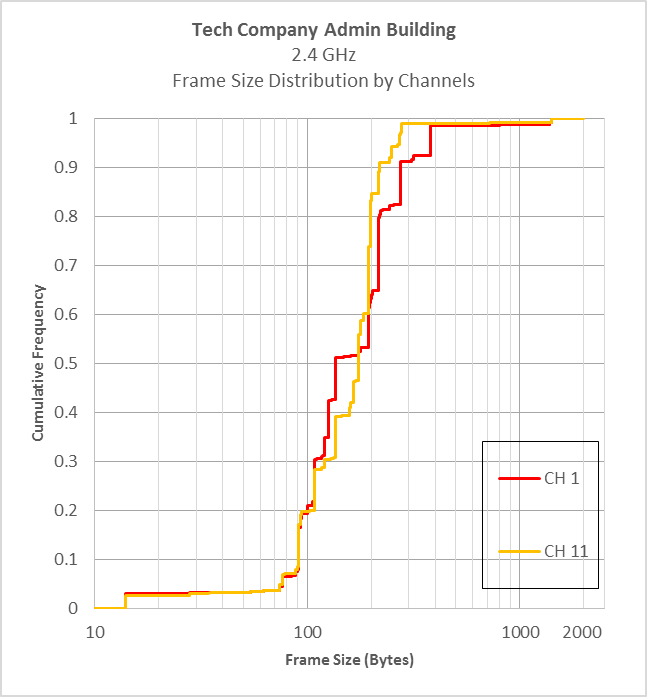 Tech Company Admin Building
2.4 GHz
Frame Size Distribution by Channels
1
0.9
0.8
0.7
0.6
0.5
0.4
0.3
0.2
0.1
0
Cumulative Frequency
CH 1
CH 11
10 100 1000 2000
Frame Size (Bytes)